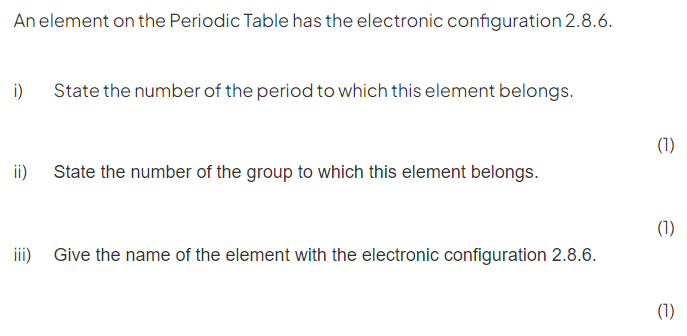 An element on the Periodic Table has the electronic configuration 2.8.6.
i) State the number of the period to which this element belongs.
(1)
ii) State the number of the group to which this element belongs.
(1)
iii) Give the name of the element with the electronic configuration 2.8.6.
(1)